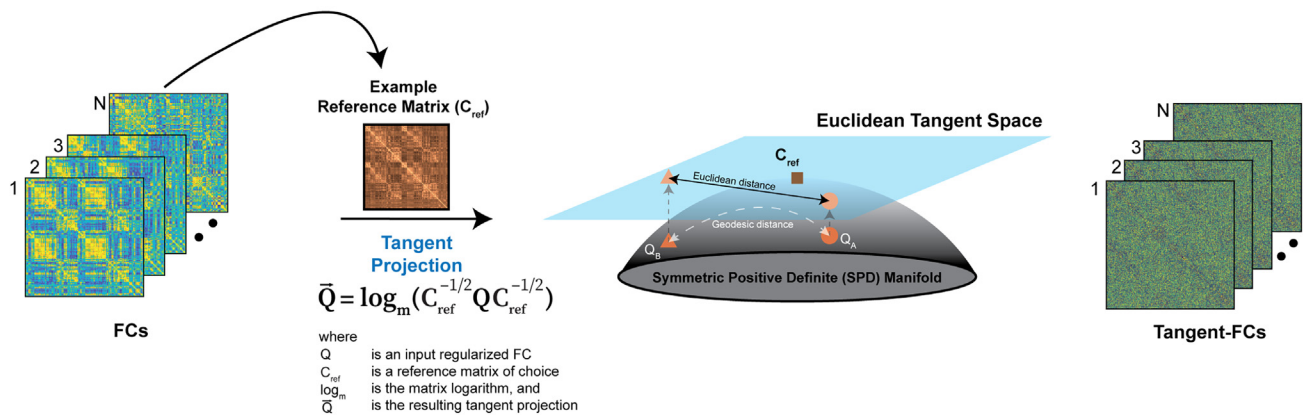 N
3
2
1
FCs
Example
Reference Matrix (C_ref)
Tangent
Projection
Q⃗ = log_m(C_ref^{-1/2} Q C_ref^{-1/2})
where
Q is an input regularized FC
C_ref is a reference matrix of choice
log_m is the matrix logarithm, and
Q⃗ is the resulting tangent projection
Euclidean Tangent Space
C_ref
Euclidean distance
Geodesic distance
Q_B
Q_A
Symmetric Positive Definite (SPD) Manifold
N
3
2
1
Tangent-FCs